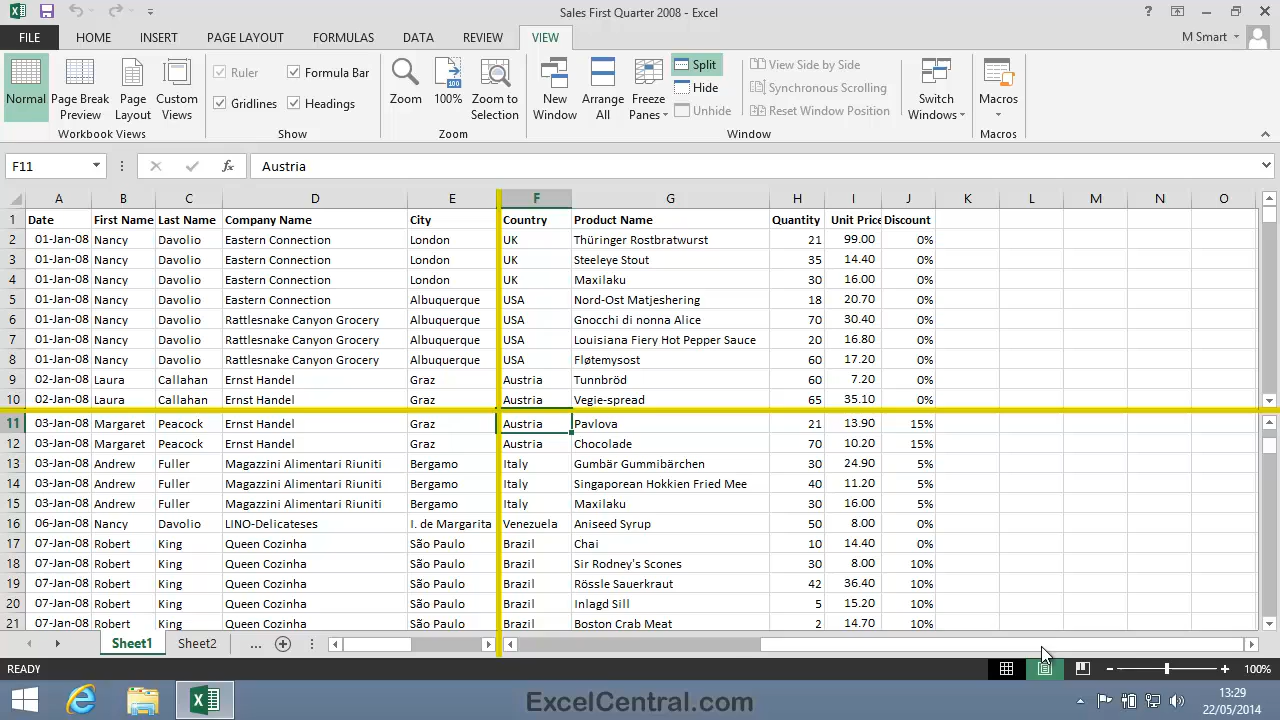 Sales First Quarter 2008 - Excel
FILE HOME INSERT PAGE LAYOUT FORMULAS DATA REVIEW VIEW M Smart
Normal Page Break Preview Page Layout Custom Views
Workbook Views
Ruler Formula Bar
Gridlines Headings
Show
Zoom 100% Zoom to Selection
Zoom
New Window Arrange All Freeze Panes
Split View Side by Side
Hide Synchronous Scrolling
Unhide Reset Window Position
Switch Windows
Window
Macros
Macros
F11 fx Austria
A B C D E F G H I J K L M N O
1 Date First Name Last Name Company Name City Country Product Name Quantity Unit Price Discount
2 01-Jan-08 Nancy Davolio Eastern Connection London UK Thüringer Rostbratwurst 21 99.00 0%
3 01-Jan-08 Nancy Davolio Eastern Connection London UK Steeleye Stout 35 14.40 0%
4 01-Jan-08 Nancy Davolio Eastern Connection London UK Maxilaku 30 16.00 0%
5 01-Jan-08 Nancy Davolio Eastern Connection Albuquerque USA Nord-Ost Matjeshering 18 20.70 0%
6 01-Jan-08 Nancy Davolio Rattlesnake Canyon Grocery Albuquerque USA Gnocchi di nonna Alice 70 30.40 0%
7 01-Jan-08 Nancy Davolio Rattlesnake Canyon Grocery Albuquerque USA Louisiana Fiery Hot Pepper Sauce 20 16.80 0%
8 01-Jan-08 Nancy Davolio Rattlesnake Canyon Grocery Albuquerque USA Fløtemysost 60 17.20 0%
9 02-Jan-08 Laura Callahan Ernst Handel Graz Austria Tunnbröd 60 7.20 0%
10 02-Jan-08 Laura Callahan Ernst Handel Graz Austria Vegie-spread 65 35.10 0%
11 03-Jan-08 Margaret Peacock Ernst Handel Graz Austria Pavlova 21 13.90 15%
12 03-Jan-08 Margaret Peacock Ernst Handel Graz Austria Chocolade 70 10.20 15%
13 03-Jan-08 Andrew Fuller Magazzini Alimentari Riuniti Bergamo Italy Gumbär Gummibärchen 30 24.90 5%
14 03-Jan-08 Andrew Fuller Magazzini Alimentari Riuniti Bergamo Italy Singaporean Hokkien Fried Mee 40 11.20 5%
15 03-Jan-08 Andrew Fuller Magazzini Alimentari Riuniti Bergamo Italy Maxilaku 30 16.00 5%
16 06-Jan-08 Nancy Davolio LINO-Delicateses I. de Margarita Venezuela Aniseed Syrup 50 8.00 0%
17 07-Jan-08 Robert King Queen Cozinha São Paulo Brazil Chai 10 14.40 0%
18 07-Jan-08 Robert King Queen Cozinha São Paulo Brazil Sir Rodney's Scones 30 8.00 10%
19 07-Jan-08 Robert King Queen Cozinha São Paulo Brazil Rössle Sauerkraut 42 36.40 10%
20 07-Jan-08 Robert King Queen Cozinha São Paulo Brazil Inlagd Sill 5 15.20 10%
21 07-Jan-08 Robert King Queen Cozinha São Paulo Brazil Boston Crab Meat 2 14.70 10%
Sheet1 Sheet2 ...
READY 100%
ExcelCentral.com
13:29
22/05/2014